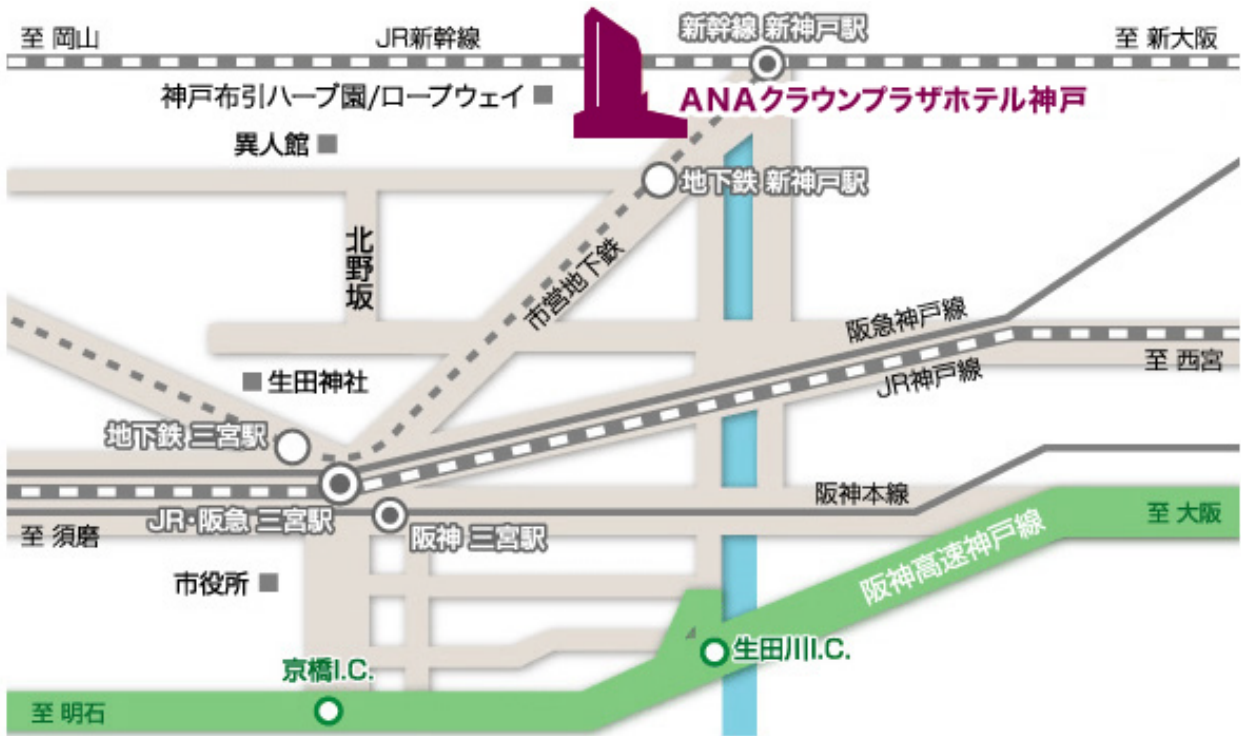 至 岡山
JR新幹線
新幹線 新神戸駅
至 新大阪
神戸布引ハーブ園/ロープウェイ
ANAクラウンプラザホテル神戸
異人館
地下鉄 新神戸駅
北野坂
市営地下鉄
阪急神戸線
JR神戸線
至 西宮
生田神社
地下鉄 三宮駅
阪神本線
JR・阪急 三宮駅
阪神 三宮駅
至 須磨
至 大阪
阪神高速神戸線
市役所
生田川I.C.
京橋I.C.
至 明石